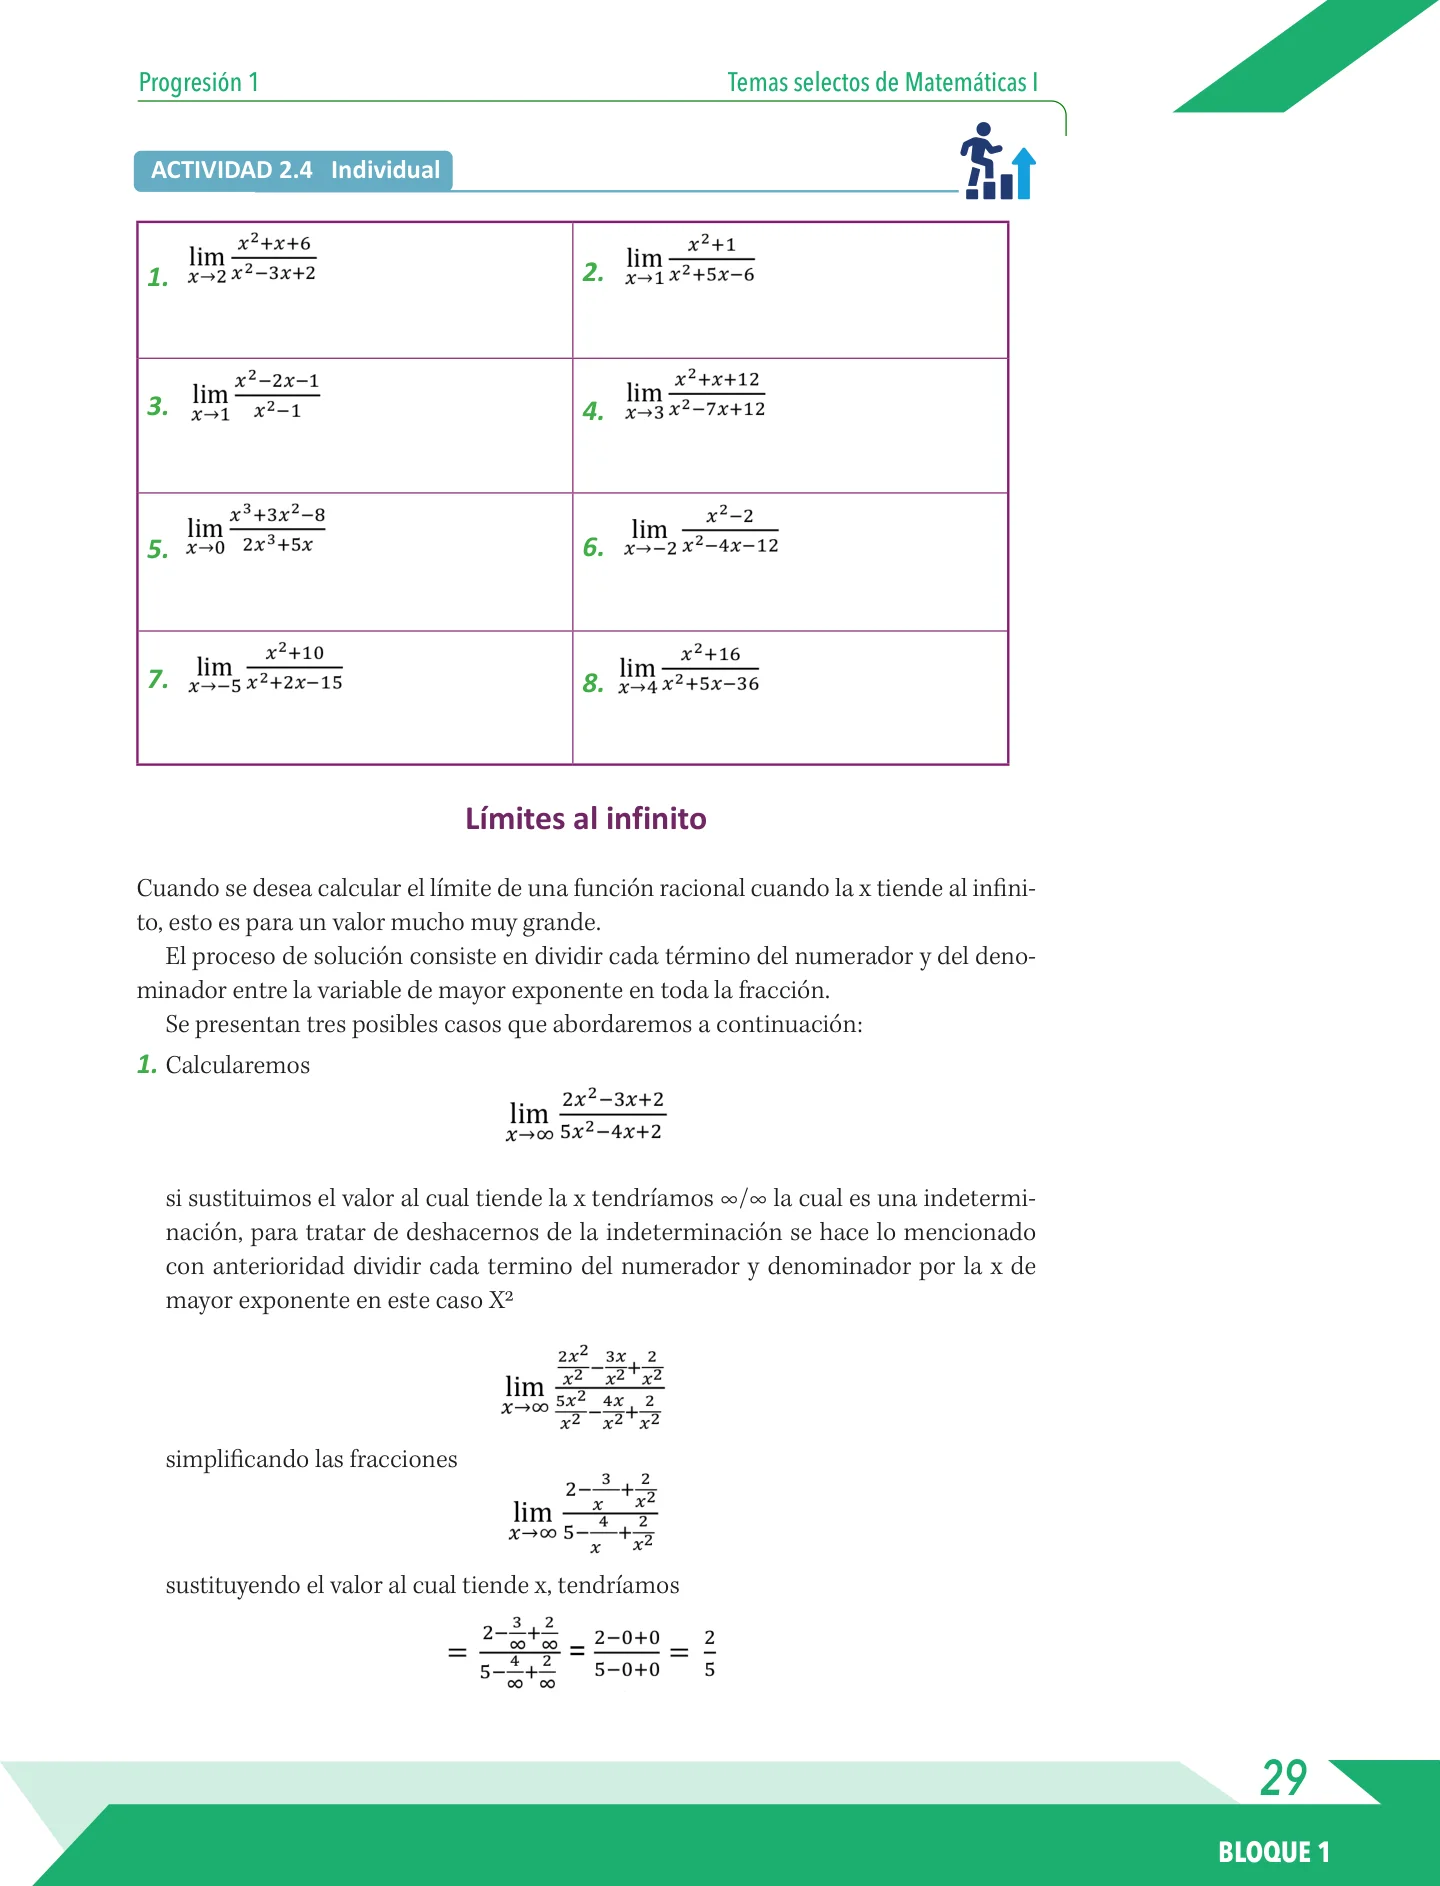 Progresión 1 Temas selectos de Matemáticas I
ACTIVIDAD 2.4 Individual
1. lim x→2 (x²+x+6)/(x²−3x+2)
2. lim x→1 (x²+1)/(x²+5x−6)
3. lim x→1 (x²−2x−1)/(x²−1)
4. lim x→3 (x²+x+12)/(x²−7x+12)
5. lim x→0 (x³+3x²−8)/(2x³+5x)
6. lim x→−2 (x²−2)/(x²−4x−12)
7. lim x→−5 (x²+10)/(x²+2x−15)
8. lim x→4 (x²+16)/(x²+5x−36)
Límites al infinito
Cuando se desea calcular el límite de una función racional cuando la x tiende al infini-
to, esto es para un valor mucho muy grande.
El proceso de solución consiste en dividir cada término del numerador y del deno-
minador entre la variable de mayor exponente en toda la fracción.
Se presentan tres posibles casos que abordaremos a continuación:
1. Calcularemos
lim x→∞ (2x²−3x+2)/(5x²−4x+2)
si sustituimos el valor al cual tiende la x tendríamos ∞/∞ la cual es una indetermi-
nación, para tratar de deshacernos de la indeterminación se hace lo mencionado
con anterioridad dividir cada termino del numerador y denominador por la x de
mayor exponente en este caso X²
lim x→∞ (2x²/x²−3x/x²+2/x²)/(5x²/x²−4x/x²+2/x²)
simplificando las fracciones
lim x→∞ (2−3/x+2/x²)/(5−4/x+2/x²)
sustituyendo el valor al cual tiende x, tendríamos
= (2−3/∞+2/∞)/(5−4/∞+2/∞) = (2−0+0)/(5−0+0) = 2/5
29
BLOQUE 1